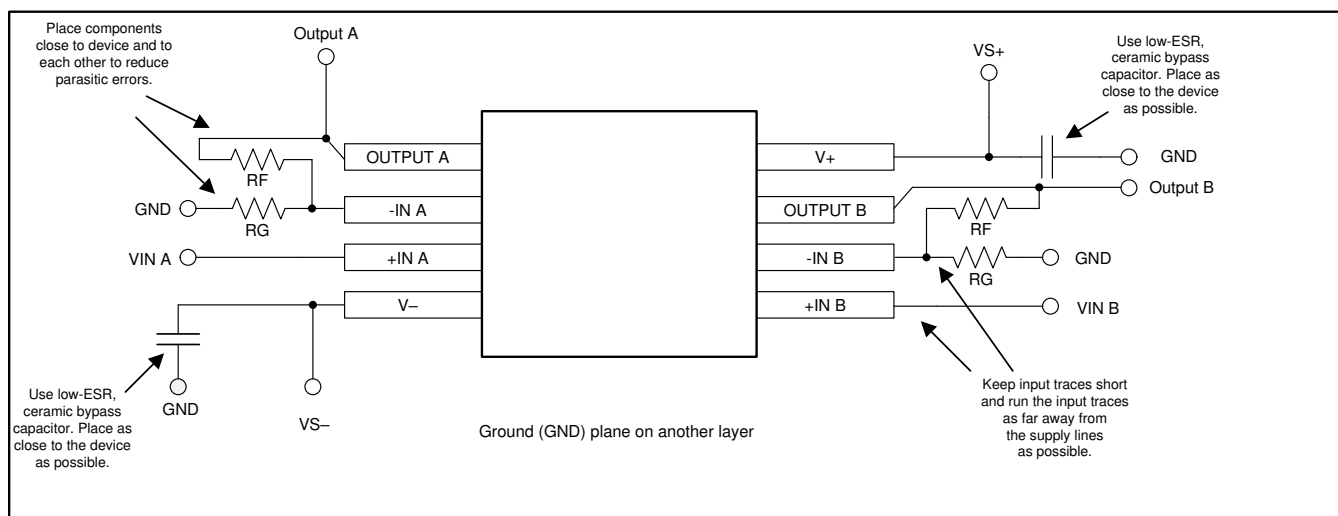 Place components
close to device and to
each other to reduce
parasitic errors.
Output A
VS+
Use low-ESR,
ceramic bypass
capacitor. Place as
close to the device
as possible.
OUTPUT A
V+
GND
RF
Output B
GND
-IN A
OUTPUT B
RG
RF
VIN A
+IN A
-IN B
GND
RG
V–
+IN B
VIN B
Use low-ESR,
ceramic bypass
capacitor. Place as
close to the device
as possible.
GND
VS–
Ground (GND) plane on another layer
Keep input traces short
and run the input traces
as far away from
the supply lines
as possible.